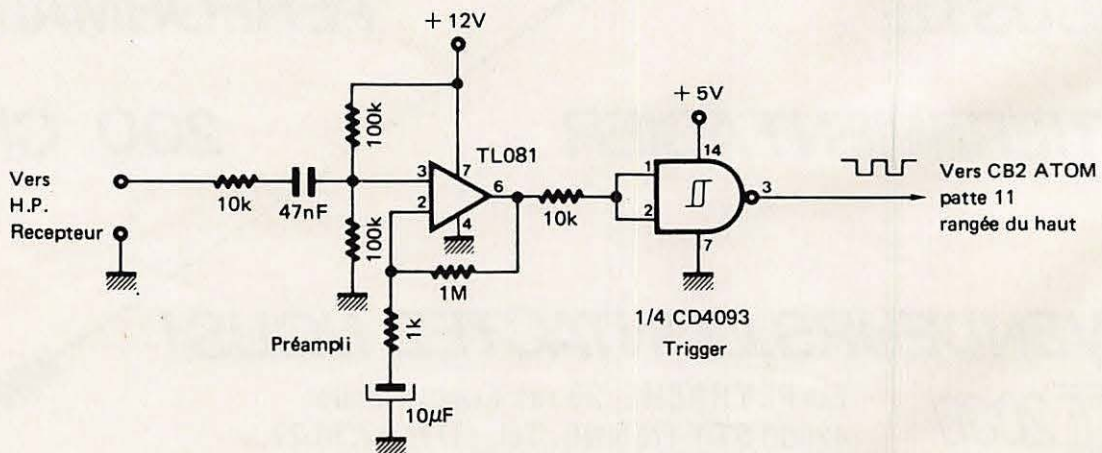 + 12V
100k
TL081
+ 5V
Vers
H.P.
Recepteur
10k
47nF
3
2
7
4
6
100k
10k
1
2
14
3
7
Vers CB2 ATOM
patte 11
rangée du haut
1M
1k
Préampli
10µF
1/4 CD4093
Trigger